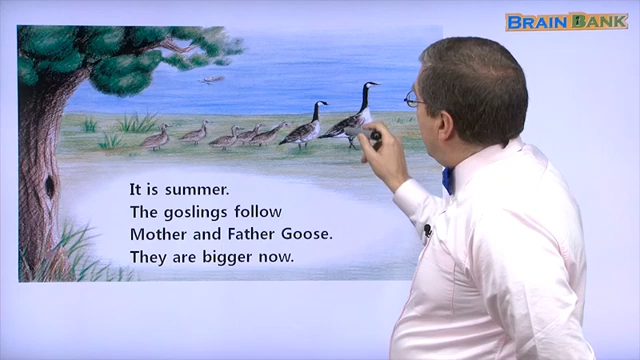 BRAIN BANK
It is summer.
The goslings follow
Mother and Father Goose.
They are bigger now.